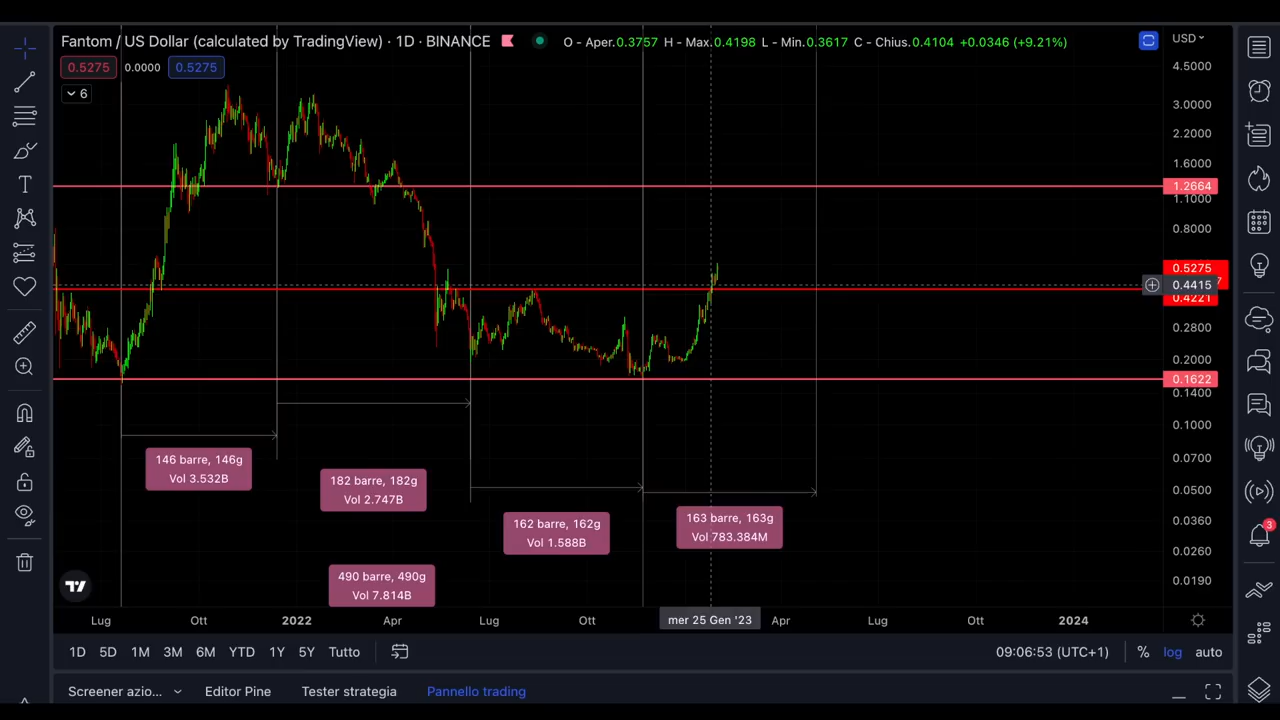 Fantom / US Dollar (calculated by TradingView) · 1D · BINANCE
O - Aper.0.3757 H - Max.0.4198 L - Min.0.3617 C - Chius.0.4104 +0.0346 (+9.21%)
USD
0.5275 0.0000 0.5275
6
4.5000
3.0000
2.2000
1.6000
1.2664
1.1000
0.8000
0.5275
0.4415
0.4221
0.2800
0.2000
0.1622
0.1400
0.1000
0.0700
0.0500
0.0360
0.0260
0.0190
146 barre, 146g
Vol 3.532B
182 barre, 182g
Vol 2.747B
162 barre, 162g
Vol 1.588B
163 barre, 163g
Vol 783.384M
490 barre, 490g
Vol 7.814B
3
Lug Ott 2022 Apr Lug Ott mer 25 Gen '23 Apr Lug Ott 2024
1D 5D 1M 3M 6M YTD 1Y 5Y Tutto 09:06:53 (UTC+1) % log auto
Screener azio... Editor Pine Tester strategia Pannello trading